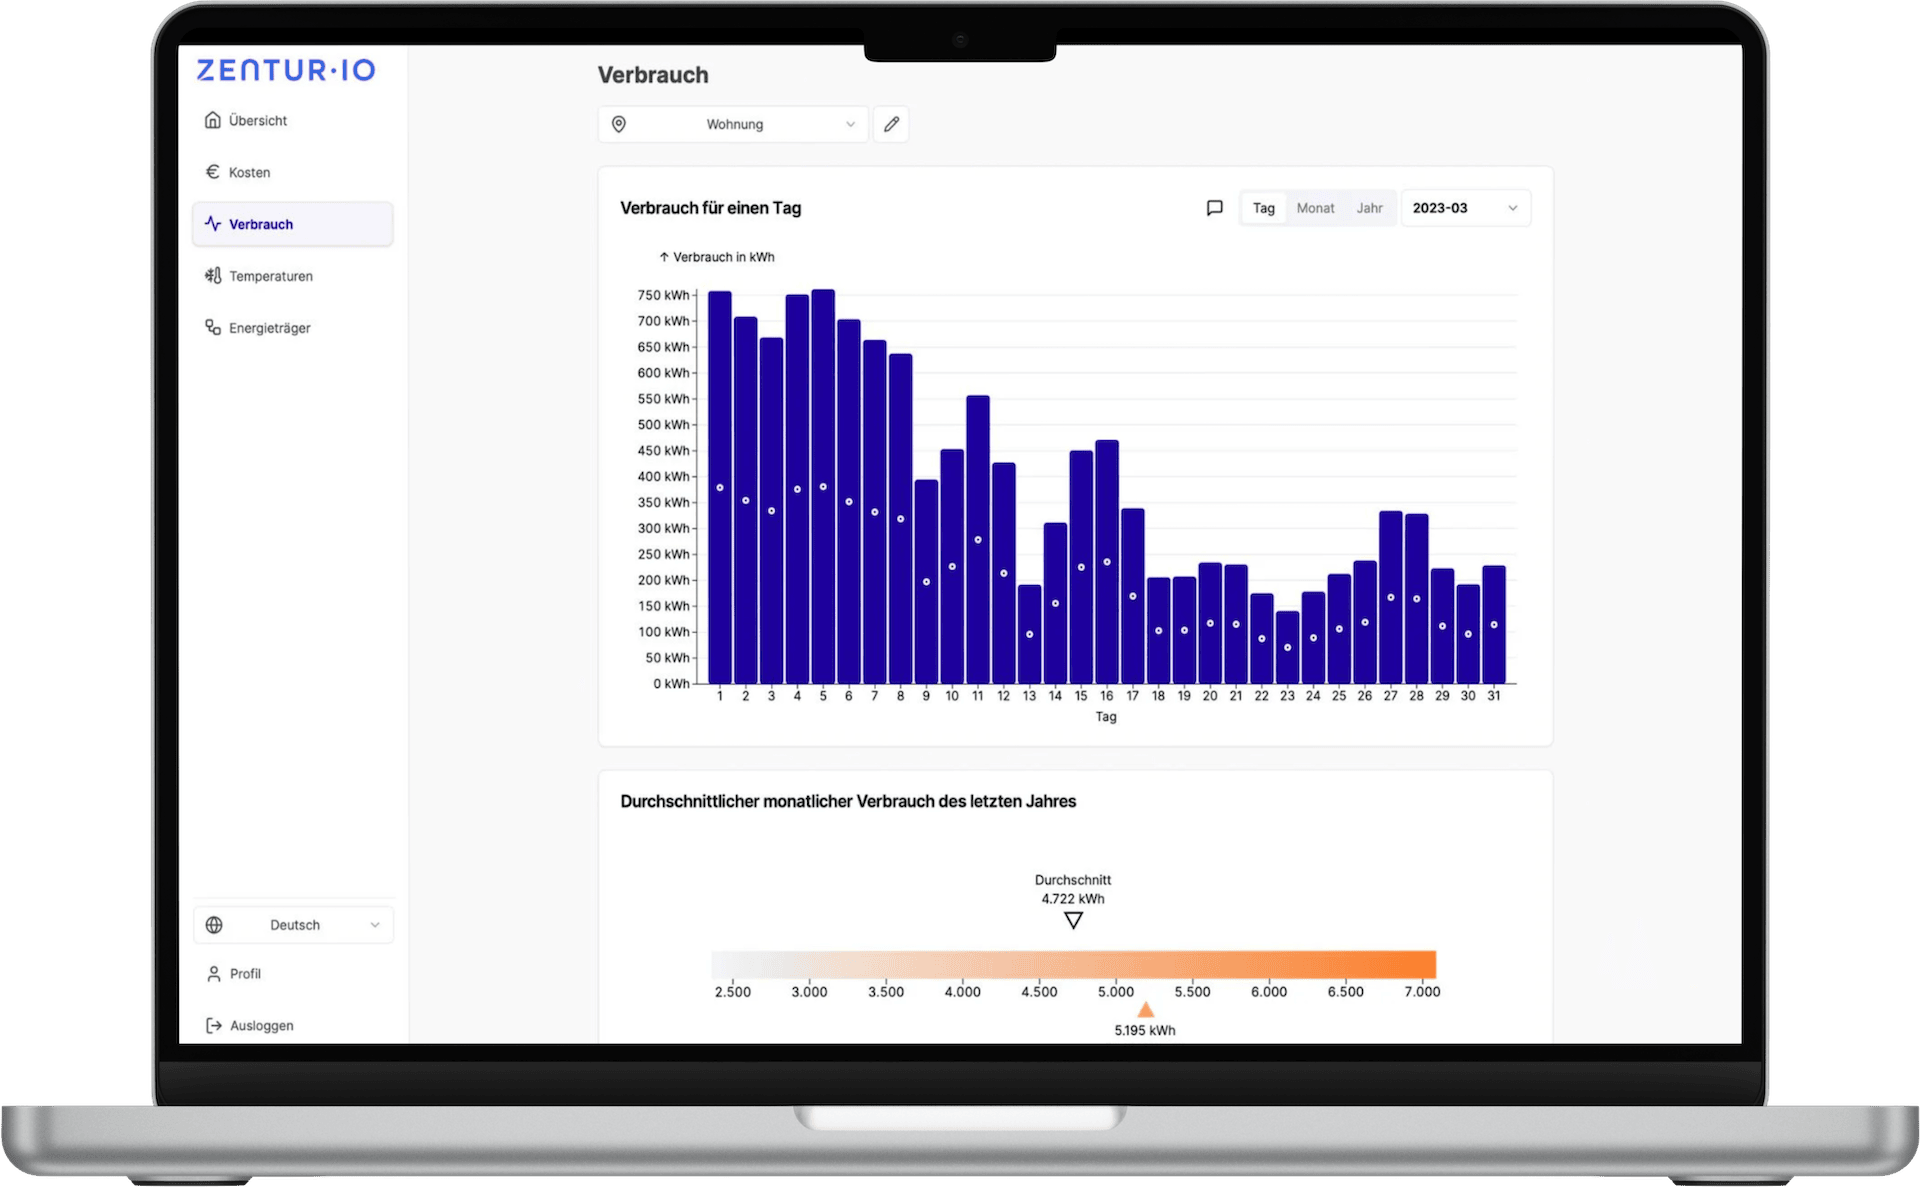 ZENTUR·IO
Übersicht
Kosten
Verbrauch
Temperaturen
Energieträger
Deutsch
Profil
Ausloggen
Verbrauch
Wohnung
Verbrauch für einen Tag
Tag Monat Jahr 2023-03
↑ Verbrauch in kWh
750 kWh
700 kWh
650 kWh
600 kWh
550 kWh
500 kWh
450 kWh
400 kWh
350 kWh
300 kWh
250 kWh
200 kWh
150 kWh
100 kWh
50 kWh
0 kWh
1 2 3 4 5 6 7 8 9 10 11 12 13 14 15 16 17 18 19 20 21 22 23 24 25 26 27 28 29 30 31
Tag
Durchschnittlicher monatlicher Verbrauch des letzten Jahres
Durchschnitt
4.722 kWh
2.500 3.000 3.500 4.000 4.500 5.000 5.500 6.000 6.500 7.000
5.195 kWh